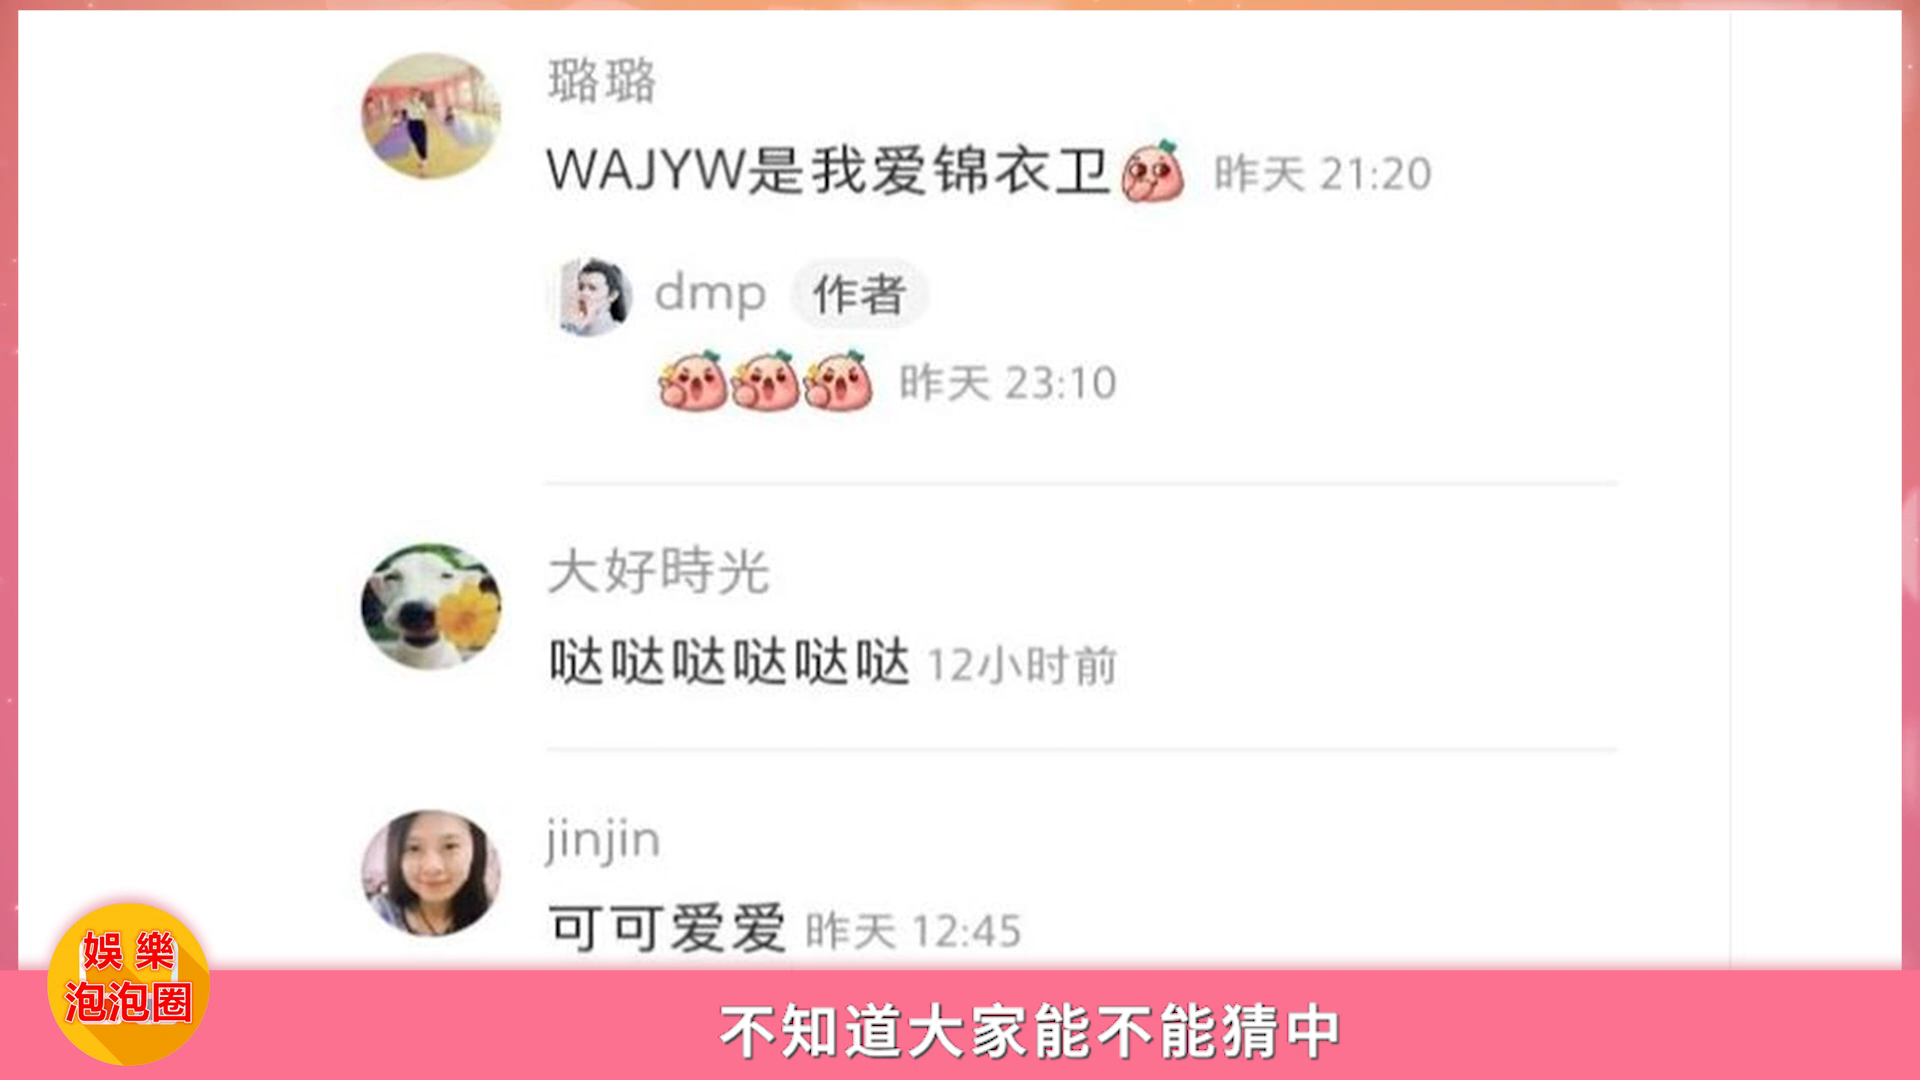 璐璐
WAJYW是我爱锦衣卫 昨天 21:20
dmp 作者
昨天 23:10
大好時光
哒哒哒哒哒哒 12小时前
jinjin
可可爱爱 昨天 12:45
娛樂
泡泡圈
不知道大家能不能猜中